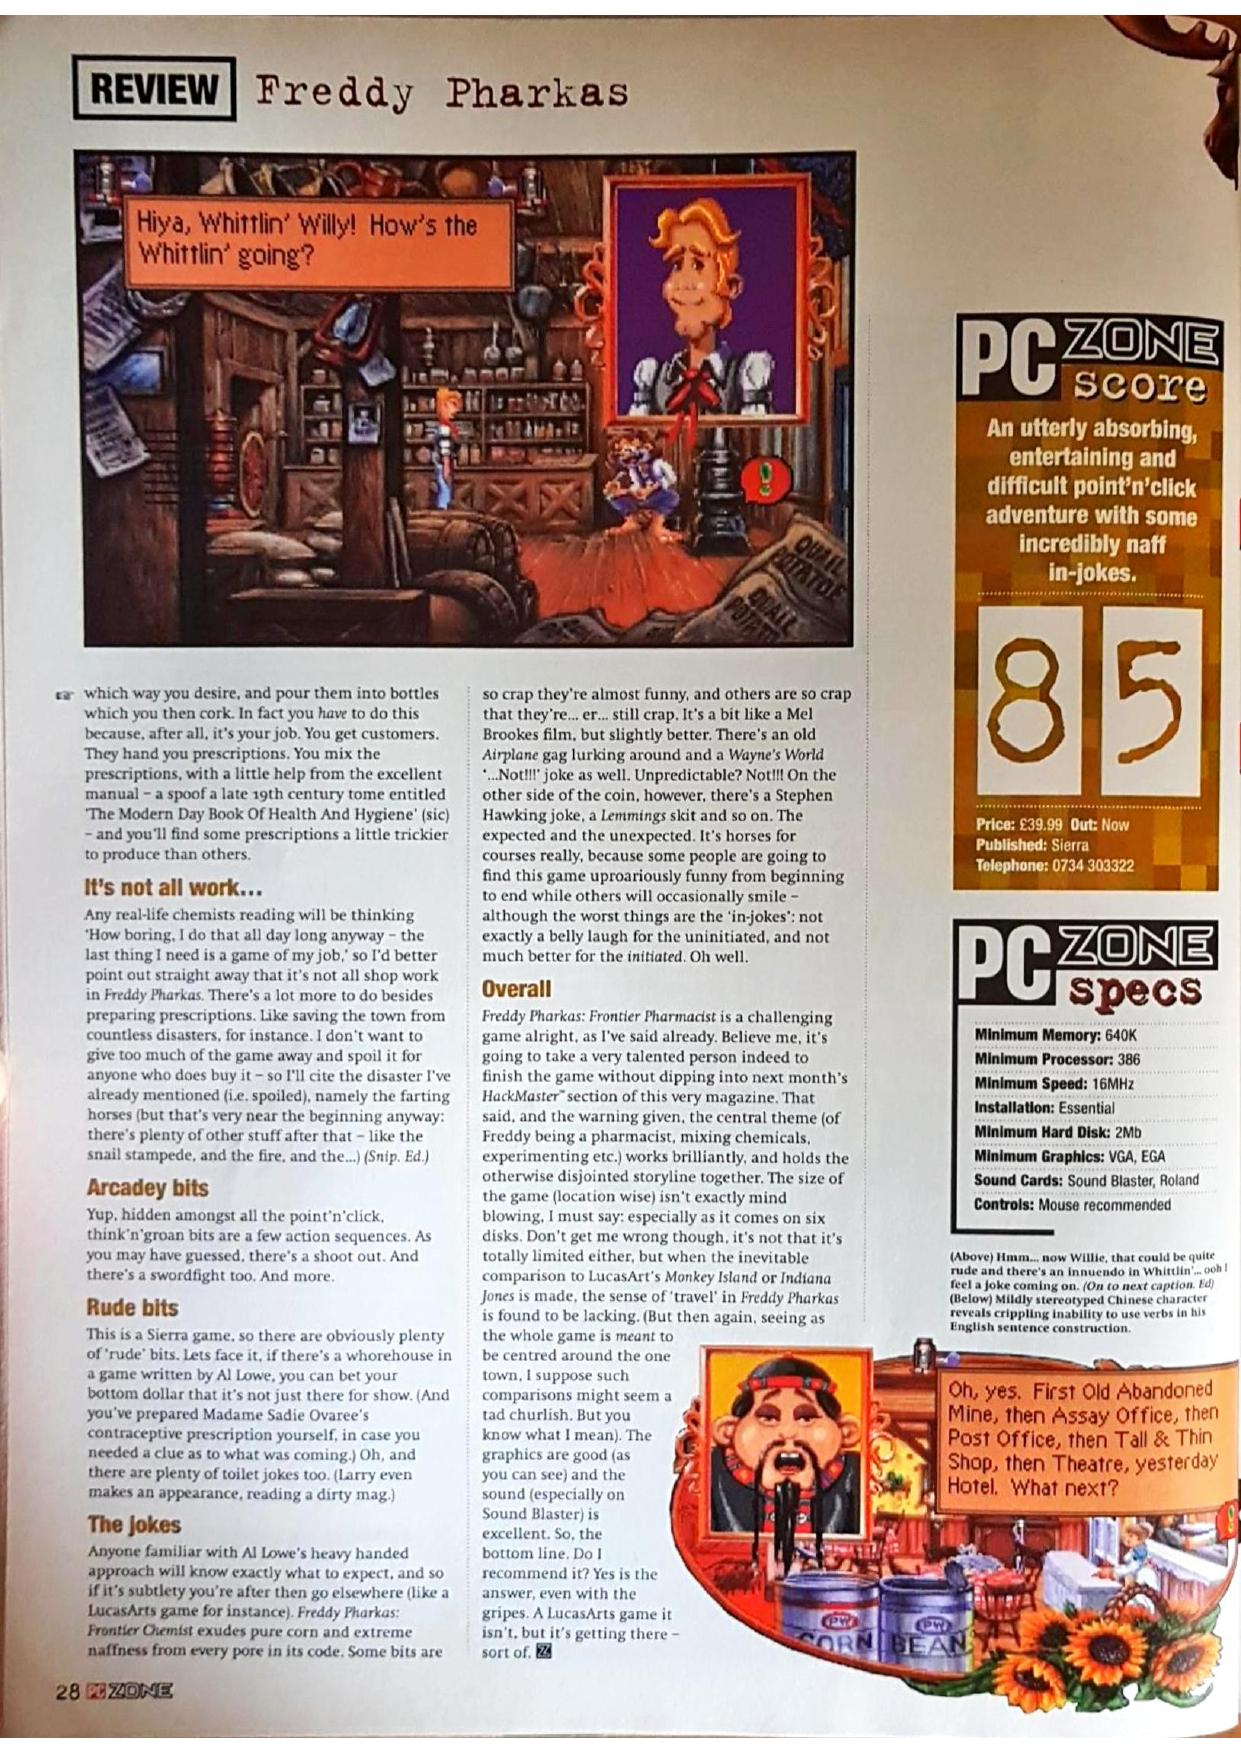 REVIEW Freddy Pharkas
Hiya, Whittlin' Willy! How's the
Whittlin' going?
QUAIL
POTATOE
QUAIL
POTATO
which way you desire, and pour them into bottles
which you then cork. In fact you have to do this
because, after all, it's your job. You get customers.
They hand you prescriptions. You mix the
prescriptions, with a little help from the excellent
manual – a spoof a late 19th century tome entitled
'The Modern Day Book Of Health And Hygiene' (sic)
– and you'll find some prescriptions a little trickier
to produce than others.
It's not all work...
Any real-life chemists reading will be thinking
'How boring, I do that all day long anyway – the
last thing I need is a game of my job,' so I'd better
point out straight away that it's not all shop work
in Freddy Pharkas. There's a lot more to do besides
preparing prescriptions. Like saving the town from
countless disasters, for instance. I don't want to
give too much of the game away and spoil it for
anyone who does buy it – so I'll cite the disaster I've
already mentioned (i.e. spoiled), namely the farting
horses (but that's very near the beginning anyway:
there's plenty of other stuff after that – like the
snail stampede, and the fire, and the...) (Snip. Ed.)
Arcadey bits
Yup, hidden amongst all the point'n'click,
think'n'groan bits are a few action sequences. As
you may have guessed, there's a shoot out. And
there's a swordfight too. And more.
Rude bits
This is a Sierra game, so there are obviously plenty
of 'rude' bits. Lets face it, if there's a whorehouse in
a game written by Al Lowe, you can bet your
bottom dollar that it's not just there for show. (And
you've prepared Madame Sadie Ovaree's
contraceptive prescription yourself, in case you
needed a clue as to what was coming.) Oh, and
there are plenty of toilet jokes too. (Larry even
makes an appearance, reading a dirty mag.)
The jokes
Anyone familiar with Al Lowe's heavy handed
approach will know exactly what to expect, and so
if it's subtlety you're after then go elsewhere (like a
LucasArts game for instance). Freddy Pharkas:
Frontier Chemist exudes pure corn and extreme
naffness from every pore in its code. Some bits are
so crap they're almost funny, and others are so crap
that they're... er... still crap. It's a bit like a Mel
Brookes film, but slightly better. There's an old
Airplane gag lurking around and a Wayne's World
'...Not!!!' joke as well. Unpredictable? Not!!! On the
other side of the coin, however, there's a Stephen
Hawking joke, a Lemmings skit and so on. The
expected and the unexpected. It's horses for
courses really, because some people are going to
find this game uproariously funny from beginning
to end while others will occasionally smile –
although the worst things are the 'in-jokes': not
exactly a belly laugh for the uninitiated, and not
much better for the initiated. Oh well.
Overall
Freddy Pharkas: Frontier Pharmacist is a challenging
game alright, as I've said already. Believe me, it's
going to take a very talented person indeed to
finish the game without dipping into next month's
HackMaster™ section of this very magazine. That
said, and the warning given, the central theme (of
Freddy being a pharmacist, mixing chemicals,
experimenting etc.) works brilliantly, and holds the
otherwise disjointed storyline together. The size of
the game (location wise) isn't exactly mind
blowing, I must say: especially as it comes on six
disks. Don't get me wrong though, it's not that it's
totally limited either, but when the inevitable
comparison to LucasArt's Monkey Island or Indiana
Jones is made, the sense of 'travel' in Freddy Pharkas
is found to be lacking. (But then again, seeing as
the whole game is meant to
be centred around the one
town, I suppose such
comparisons might seem a
tad churlish. But you
know what I mean). The
graphics are good (as
you can see) and the
sound (especially on
Sound Blaster) is
excellent. So, the
bottom line. Do I
recommend it? Yes is the
answer, even with the
gripes. A LucasArts game it
isn't, but it's getting there –
sort of.
PC ZONE
score
An utterly absorbing,
entertaining and
difficult point'n'click
adventure with some
incredibly naff
in-jokes.
85
Price: £39.99 Out: Now
Published: Sierra
Telephone: 0734 303322
PC ZONE
specs
Minimum Memory: 640K
Minimum Processor: 386
Minimum Speed: 16MHz
Installation: Essential
Minimum Hard Disk: 2Mb
Minimum Graphics: VGA, EGA
Sound Cards: Sound Blaster, Roland
Controls: Mouse recommended
(Above) Hmm... now Willie, that could be quite
rude and there's an innuendo in Whittlin'... ooh I
feel a joke coming on. (On to next caption. Ed)
(Below) Mildly stereotyped Chinese character
reveals crippling inability to use verbs in his
English sentence construction.
Oh, yes. First Old Abandoned
Mine, then Assay Office, then
Post Office, then Tall & Thin
Shop, then Theatre, yesterday
Hotel. What next?
PW
CORN
PW
BEAN
28 PC ZONE